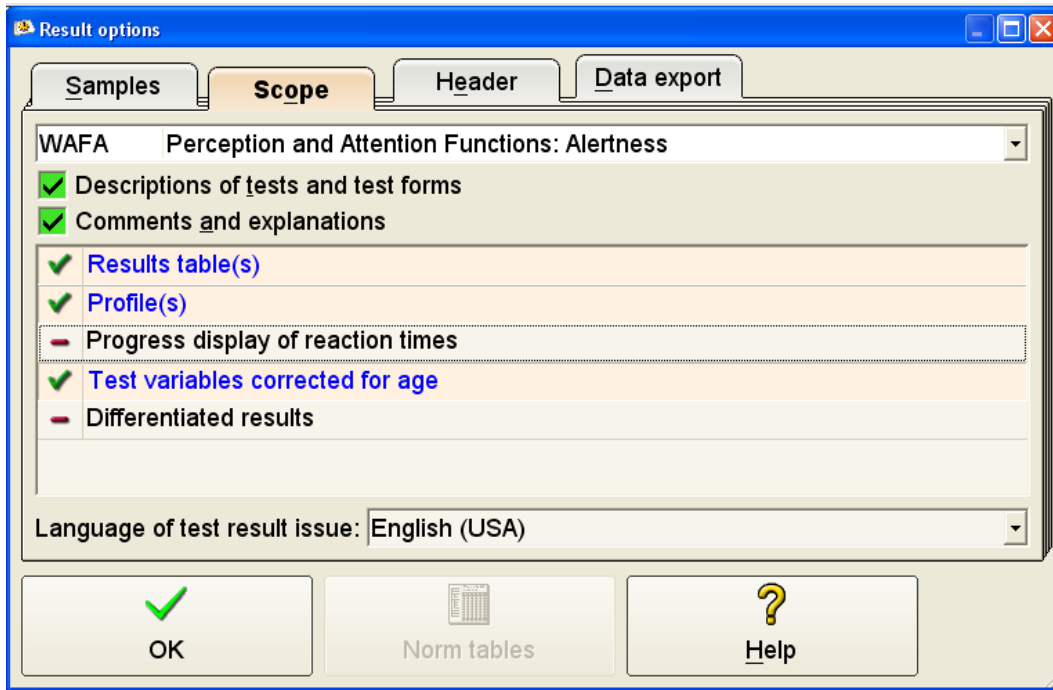 Result options
Samples
Scope
Header
Data export
WAFA Perception and Attention Functions: Alertness
Descriptions of tests and test forms
Comments and explanations
Results table(s)
Profile(s)
Progress display of reaction times
Test variables corrected for age
Differentiated results
Language of test result issue: English (USA)
OK
Norm tables
Help